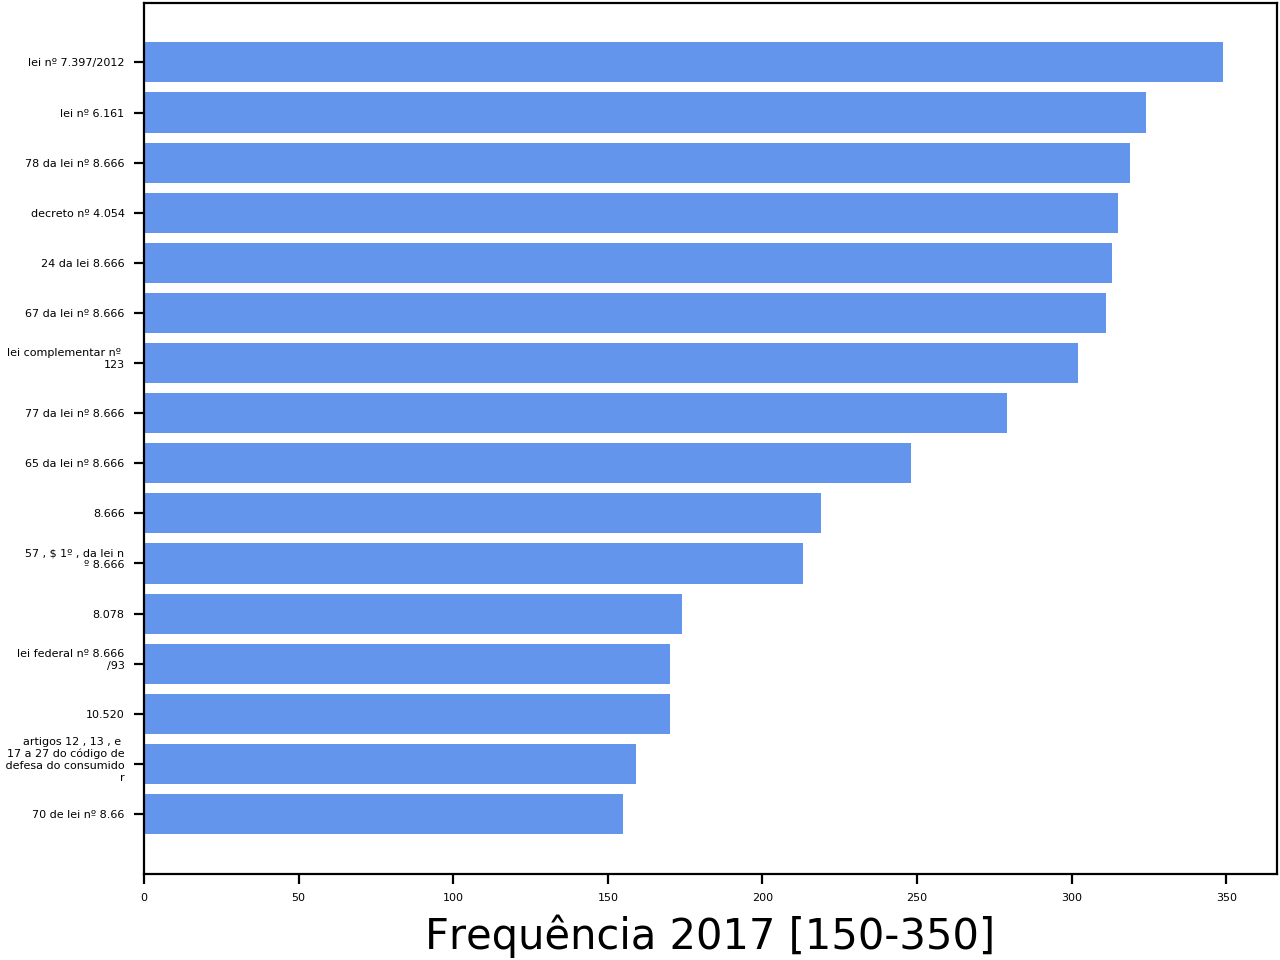 lei nº 7.397/2012
lei nº 6.161
78 da lei nº 8.666
decreto nº 4.054
24 da lei 8.666
67 da lei nº 8.666
lei complementar nº
123
77 da lei nº 8.666
65 da lei nº 8.666
8.666
57 , $ 1º , da lei n
º 8.666
8.078
lei federal nº 8.666
/93
10.520
artigos 12 , 13 , e
17 a 27 do código de
defesa do consumido
r
70 de lei nº 8.66
0 50 100 150 200 250 300 350
Frequência 2017 [150-350]